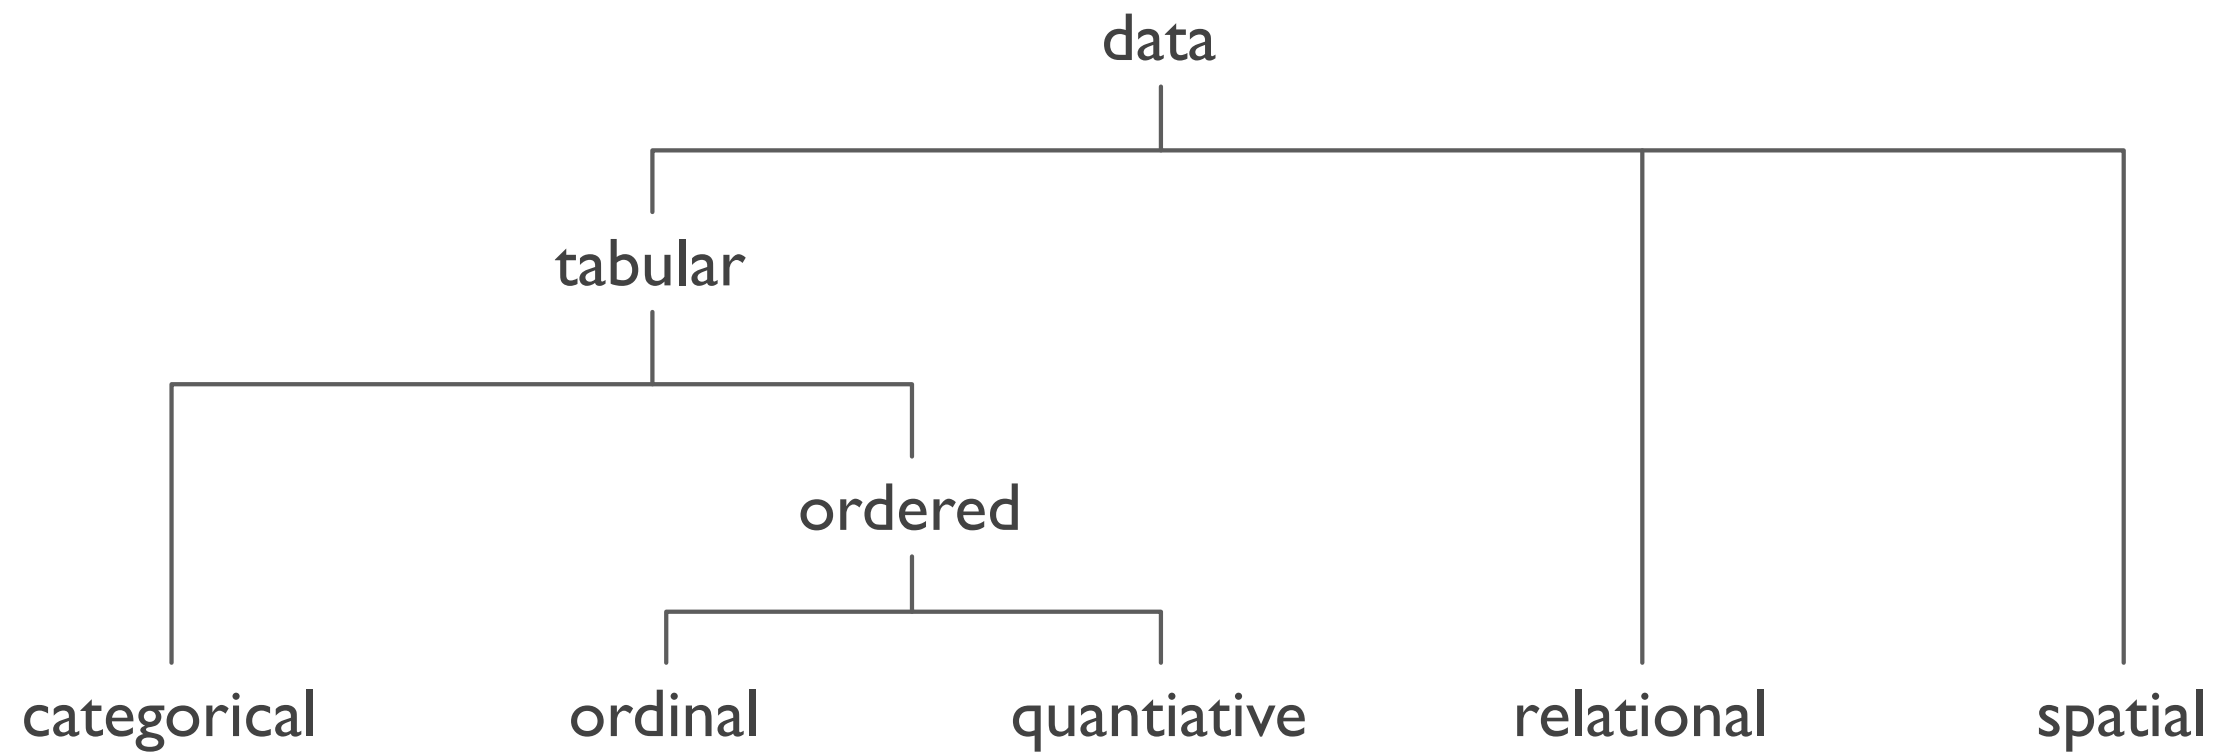 data
tabular
ordered
categorical ordinal quantiative relational spatial